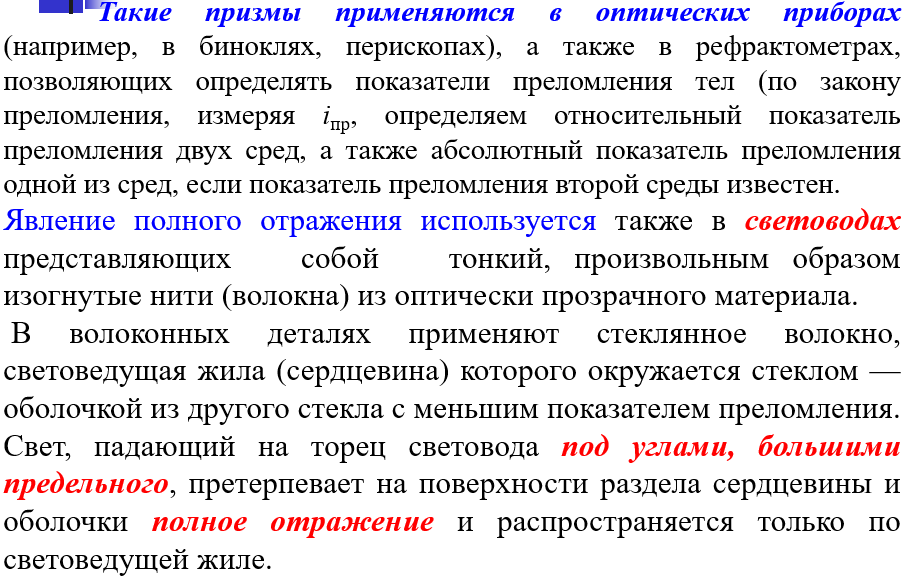 Такие призмы применяются в оптических приборах
(например, в биноклях, перископах), а также в рефрактометрах,
позволяющих определять показатели преломления тел (по закону
преломления, измеряя iпр, определяем относительный показатель
преломления двух сред, а также абсолютный показатель преломления
одной из сред, если показатель преломления второй среды известен.
Явление полного отражения используется также в световодах
представляющих собой тонкий, произвольным образом
изогнутые нити (волокна) из оптически прозрачного материала.
В волоконных деталях применяют стеклянное волокно,
световедущая жила (сердцевина) которого окружается стеклом —
оболочкой из другого стекла с меньшим показателем преломления.
Свет, падающий на торец световода под углами, большими
предельного, претерпевает на поверхности раздела сердцевины и
оболочки полное отражение и распространяется только по
световедущей жиле.